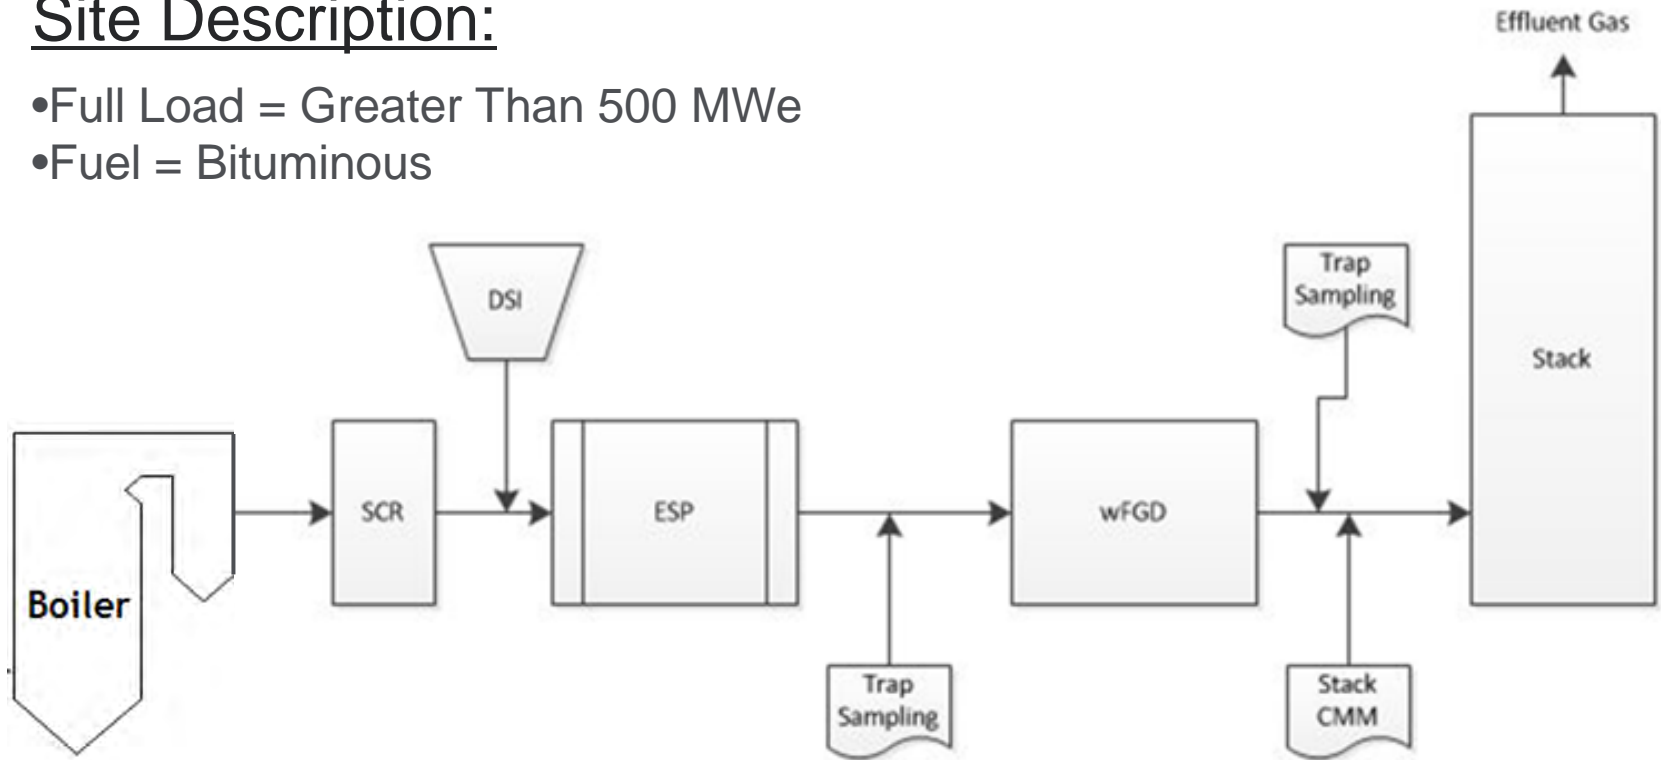 Site Description:
•Full Load = Greater Than 500 MWe
•Fuel = Bituminous
Effluent Gas
DSI
Trap
Sampling
Stack
Boiler
SCR
ESP
wFGD
Trap
Sampling
Stack
CMM